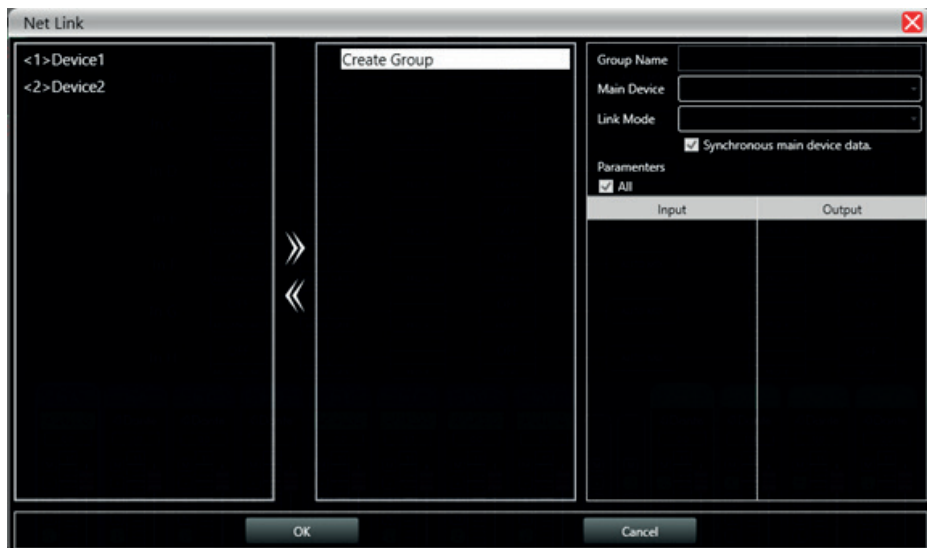 Net Link
<1>Device1
<2>Device2
Create Group
Group Name
Main Device
Link Mode
Synchronous main device data.
Paramenters
All
Input Output
OK Cancel